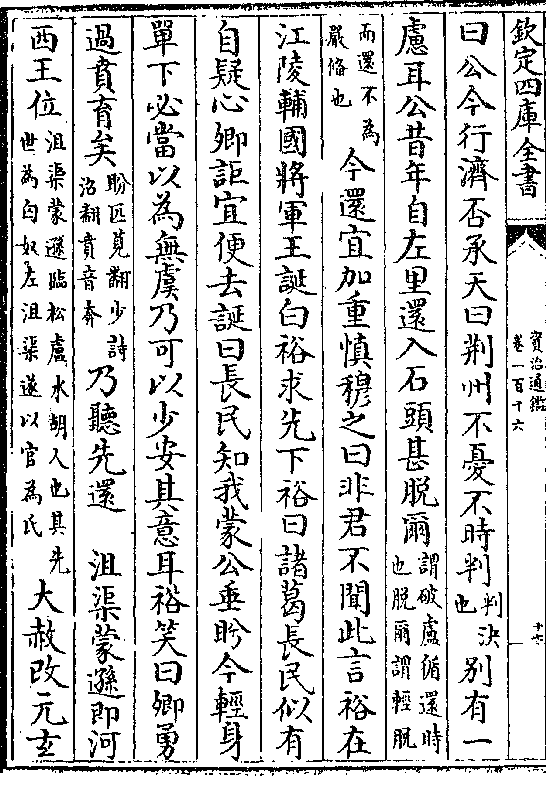 欽定四庫全書
資治通鑑
卷一百十六
十七
曰公今行濟否承天曰荆州不憂不時判判決也別有一
慮耳公昔年自左里還入石頭甚脱爾謂破盧循還時也脱爾謂輕脱
而還不為嚴俻也今還宜加重慎穆之曰非君不聞此言裕在
江陵輔國將軍王誕白裕求先下裕曰諸葛長民似有
自疑心卿詎宜便去誕曰長民知我蒙公垂眄今輕身
單下必當以為無虞乃可以少安其意耳裕笑曰卿勇
過賁育矣眄匹莧翻少詩沼翻賁音奔乃聽先還　沮渠蒙遜即河
西王位沮渠蒙遜臨松盧水胡人也其先世為匈奴左沮渠遂以官為氏大赦改元玄